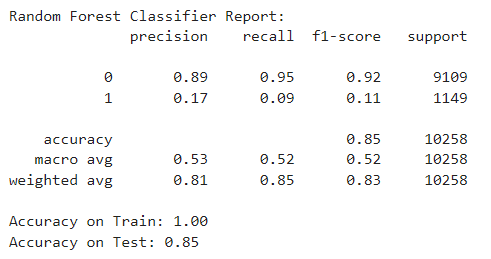 Random Forest Classifier Report:
precision recall f1-score support
0 0.89 0.95 0.92 9109
1 0.17 0.09 0.11 1149
accuracy 0.85 10258
macro avg 0.53 0.52 0.52 10258
weighted avg 0.81 0.85 0.83 10258
Accuracy on Train: 1.00
Accuracy on Test: 0.85